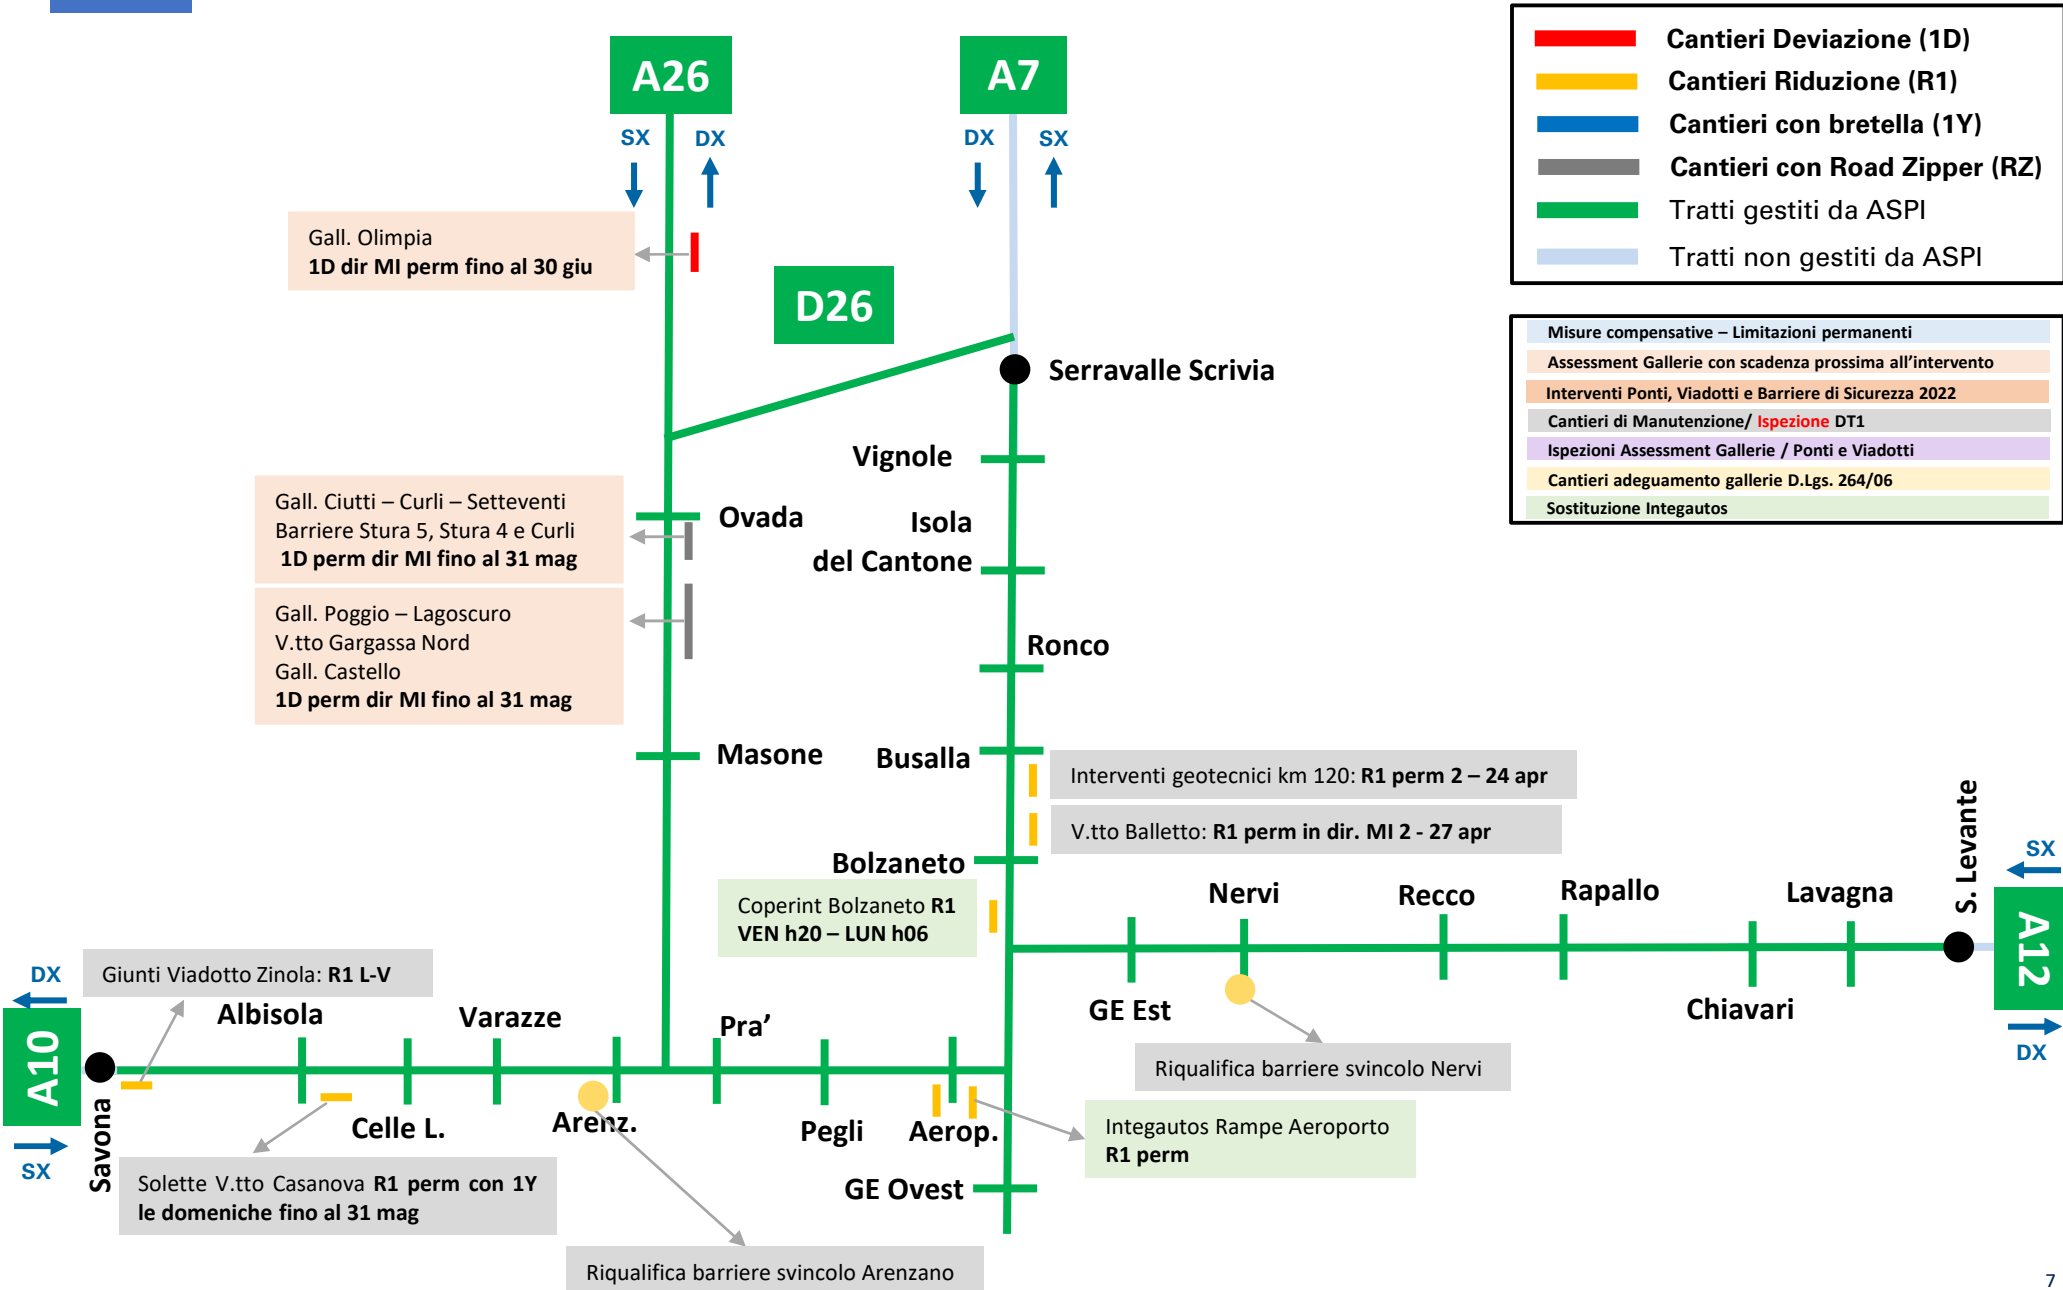 A26
A7
SX
DX
DX
SX
Cantieri Deviazione (1D)
Cantieri Riduzione (R1)
Cantieri con bretella (1Y)
Cantieri con Road Zipper (RZ)
Tratti gestiti da ASPI
Tratti non gestiti da ASPI
Misure compensative – Limitazioni permanenti
Assessment Gallerie con scadenza prossima all'intervento
Interventi Ponti, Viadotti e Barriere di Sicurezza 2022
Cantieri di Manutenzione/ Ispezione DT1
Ispezioni Assessment Gallerie / Ponti e Viadotti
Cantieri adeguamento gallerie D.Lgs. 264/06
Sostituzione Integautos
Gall. Olimpia
1D dir MI perm fino al 30 giu
D26
Serravalle Scrivia
Vignole
Gall. Ciutti – Curli – Setteventi
Barriere Stura 5, Stura 4 e Curli
1D perm dir MI fino al 31 mag
Ovada
Isola
del Cantone
Gall. Poggio – Lagoscuro
V.tto Gargassa Nord
Gall. Castello
1D perm dir MI fino al 31 mag
Ronco
Masone
Busalla
Interventi geotecnici km 120: R1 perm 2 – 24 apr
V.tto Balletto: R1 perm in dir. MI 2 - 27 apr
Bolzaneto
Coperint Bolzaneto R1
VEN h20 – LUN h06
Nervi
Recco
Rapallo
Lavagna
S. Levante
SX
A12
DX
GE Est
Chiavari
Riqualifica barriere svincolo Nervi
Giunti Viadotto Zinola: R1 L-V
DX
A10
SX
Savona
Albisola
Varazze
Pra'
Celle L.
Arenz.
Pegli
Aerop.
Integautos Rampe Aeroporto
R1 perm
GE Ovest
Solette V.tto Casanova R1 perm con 1Y
le domeniche fino al 31 mag
Riqualifica barriere svincolo Arenzano
7